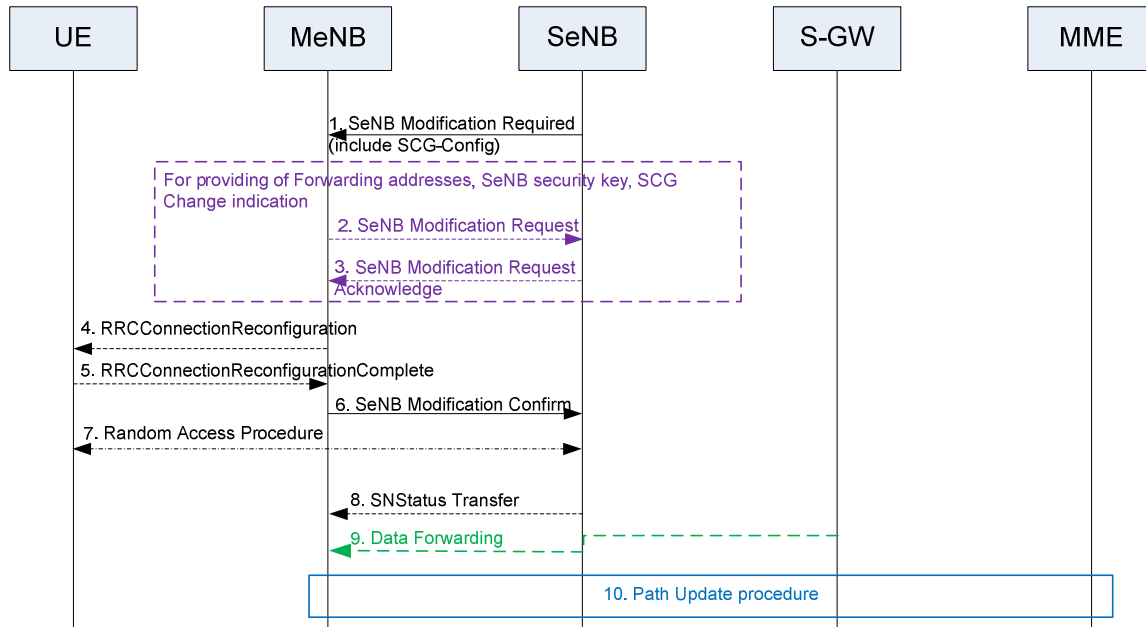 UE
MeNB
SeNB
S-GW
MME
1. SeNB Modification Required
(include SCG-Config)
For providing of Forwarding addresses, SeNB security key, SCG
Change indication
2. SeNB Modification Request
3. SeNB Modification Request
Acknowledge
4. RRCConnectionReconfiguration
5. RRCConnectionReconfigurationComplete
6. SeNB Modification Confirm
7. Random Access Procedure
8. SNStatus Transfer
9. Data Forwarding
10. Path Update procedure